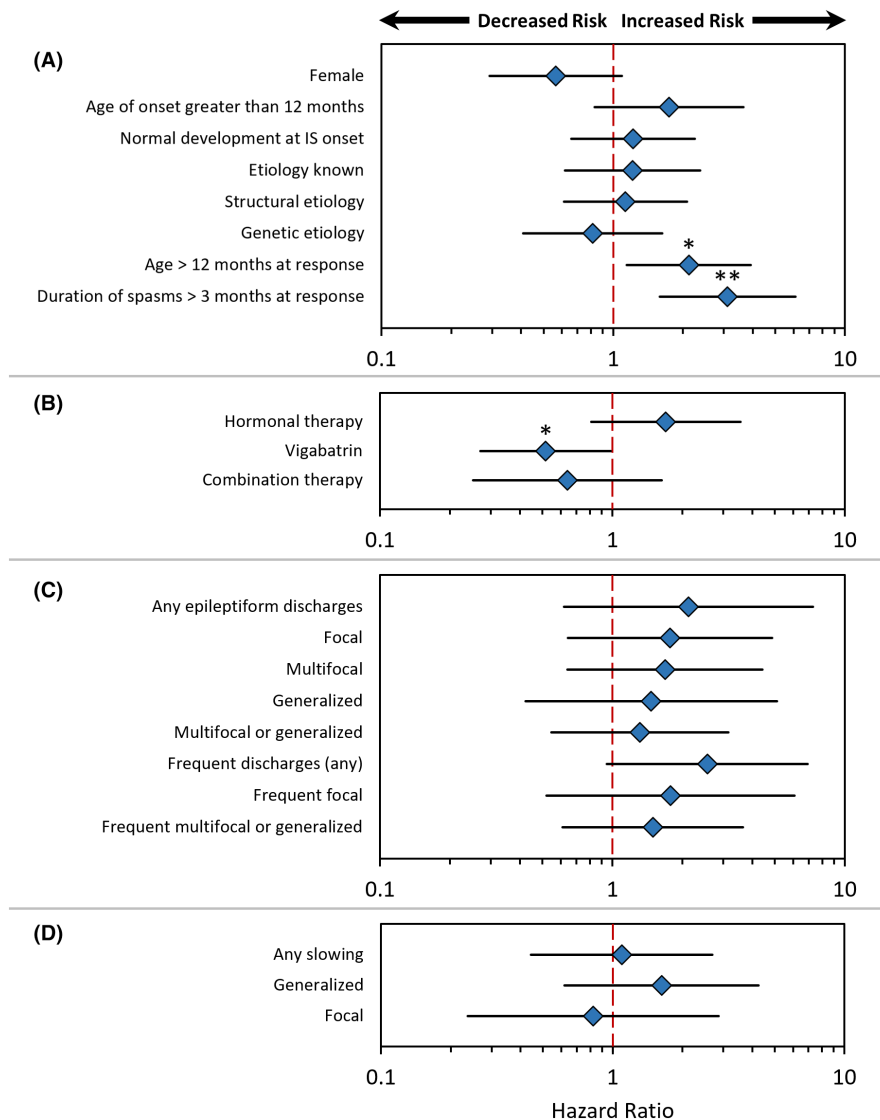 Decreased Risk Increased Risk
(A)
Female
Age of onset greater than 12 months
Normal development at IS onset
Etiology known
Structural etiology
Genetic etiology
*
Age > 12 months at response
**
Duration of spasms > 3 months at response
0.1 1 10
(B)
Hormonal therapy
*
Vigabatrin
Combination therapy
0.1 1 10
(C)
Any epileptiform discharges
Focal
Multifocal
Generalized
Multifocal or generalized
Frequent discharges (any)
Frequent focal
Frequent multifocal or generalized
0.1 1 10
(D)
Any slowing
Generalized
Focal
0.1 1 10
Hazard Ratio